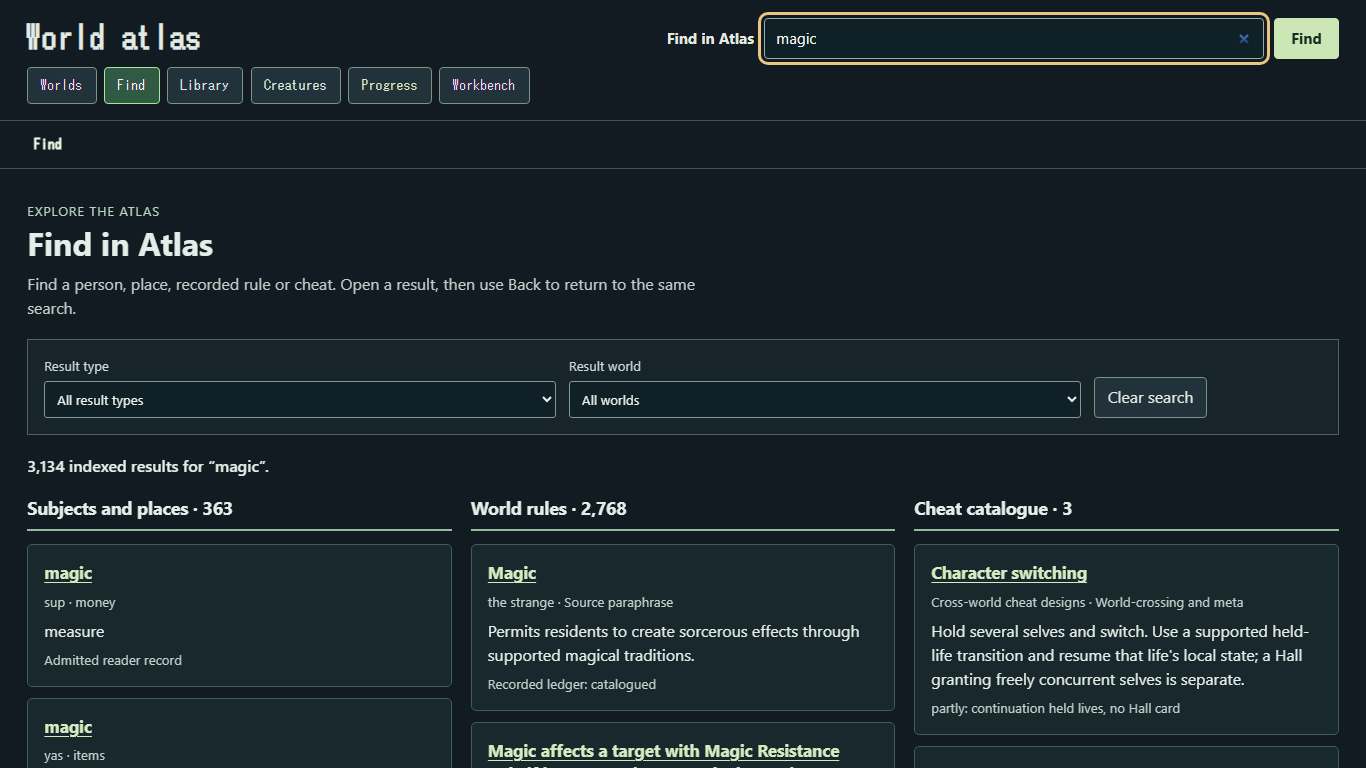 World atlas
Find in Atlas
magic
Find
Worlds
Find
Library
Creatures
Progress
Workbench
Find
EXPLORE THE ATLAS
Find in Atlas
Find a person, place, recorded rule or cheat. Open a result, then use Back to return to the same
search.
Result type
Result world
All result types
All worlds
Clear search
3,134 indexed results for “magic”.
Subjects and places · 363
magic
sup · money
measure
Admitted reader record
magic
yas · items
World rules · 2,768
Magic
the strange · Source paraphrase
Permits residents to create sorcerous effects through
supported magical traditions.
Recorded ledger: catalogued
Magic affects a target with Magic Resistance
Cheat catalogue · 3
Character switching
Cross-world cheat designs · World-crossing and meta
Hold several selves and switch. Use a supported held-
life transition and resume that life's local state; a Hall
granting freely concurrent selves is separate.
partly: continuation held lives, no Hall card